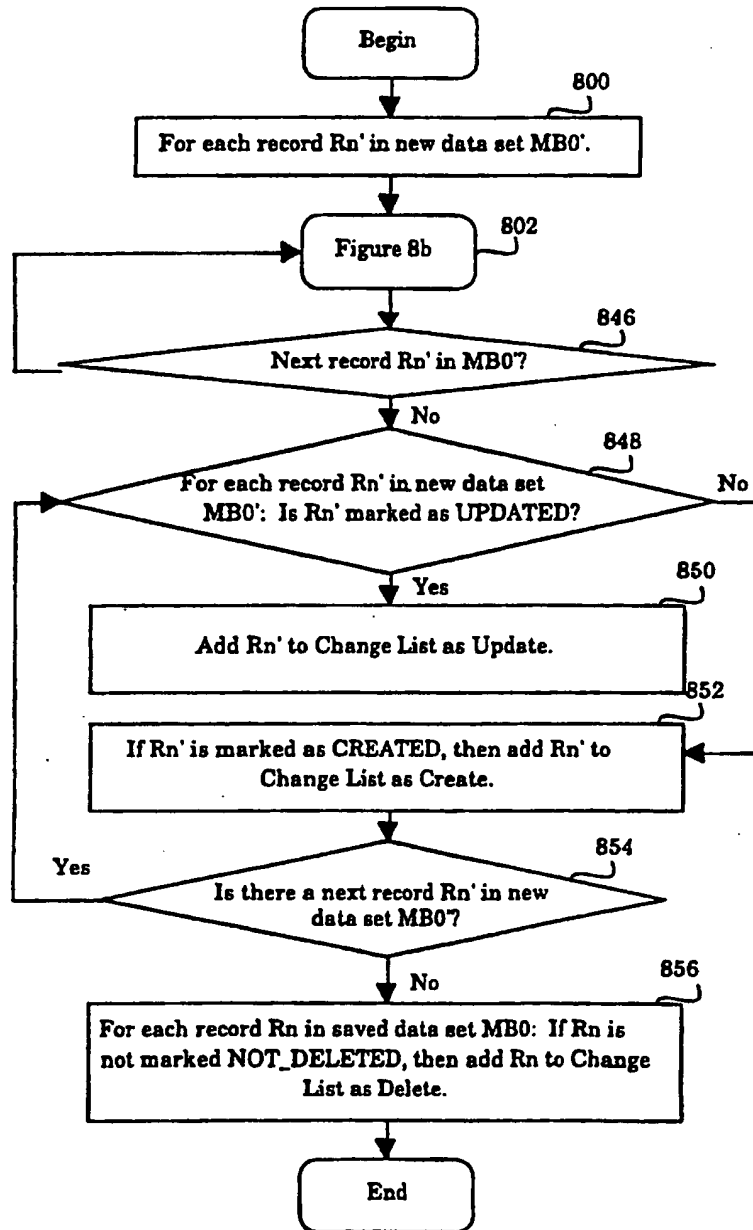 Begin
800
For each record Rn' in new data set MB0'.
Figure 8b
802
846
Next record Rn' in MB0'?
No
848
For each record Rn' in new data set
MB0': Is Rn' marked as UPDATED?
No
Yes
850
Add Rn' to Change List as Update.
852
If Rn' is marked as CREATED, then add Rn' to
Change List as Create.
Yes
854
Is there a next record Rn' in new
data set MB0'?
No
856
For each record Rn in saved data set MB0: If Rn is
not marked NOT_DELETED, then add Rn to Change
List as Delete.
End